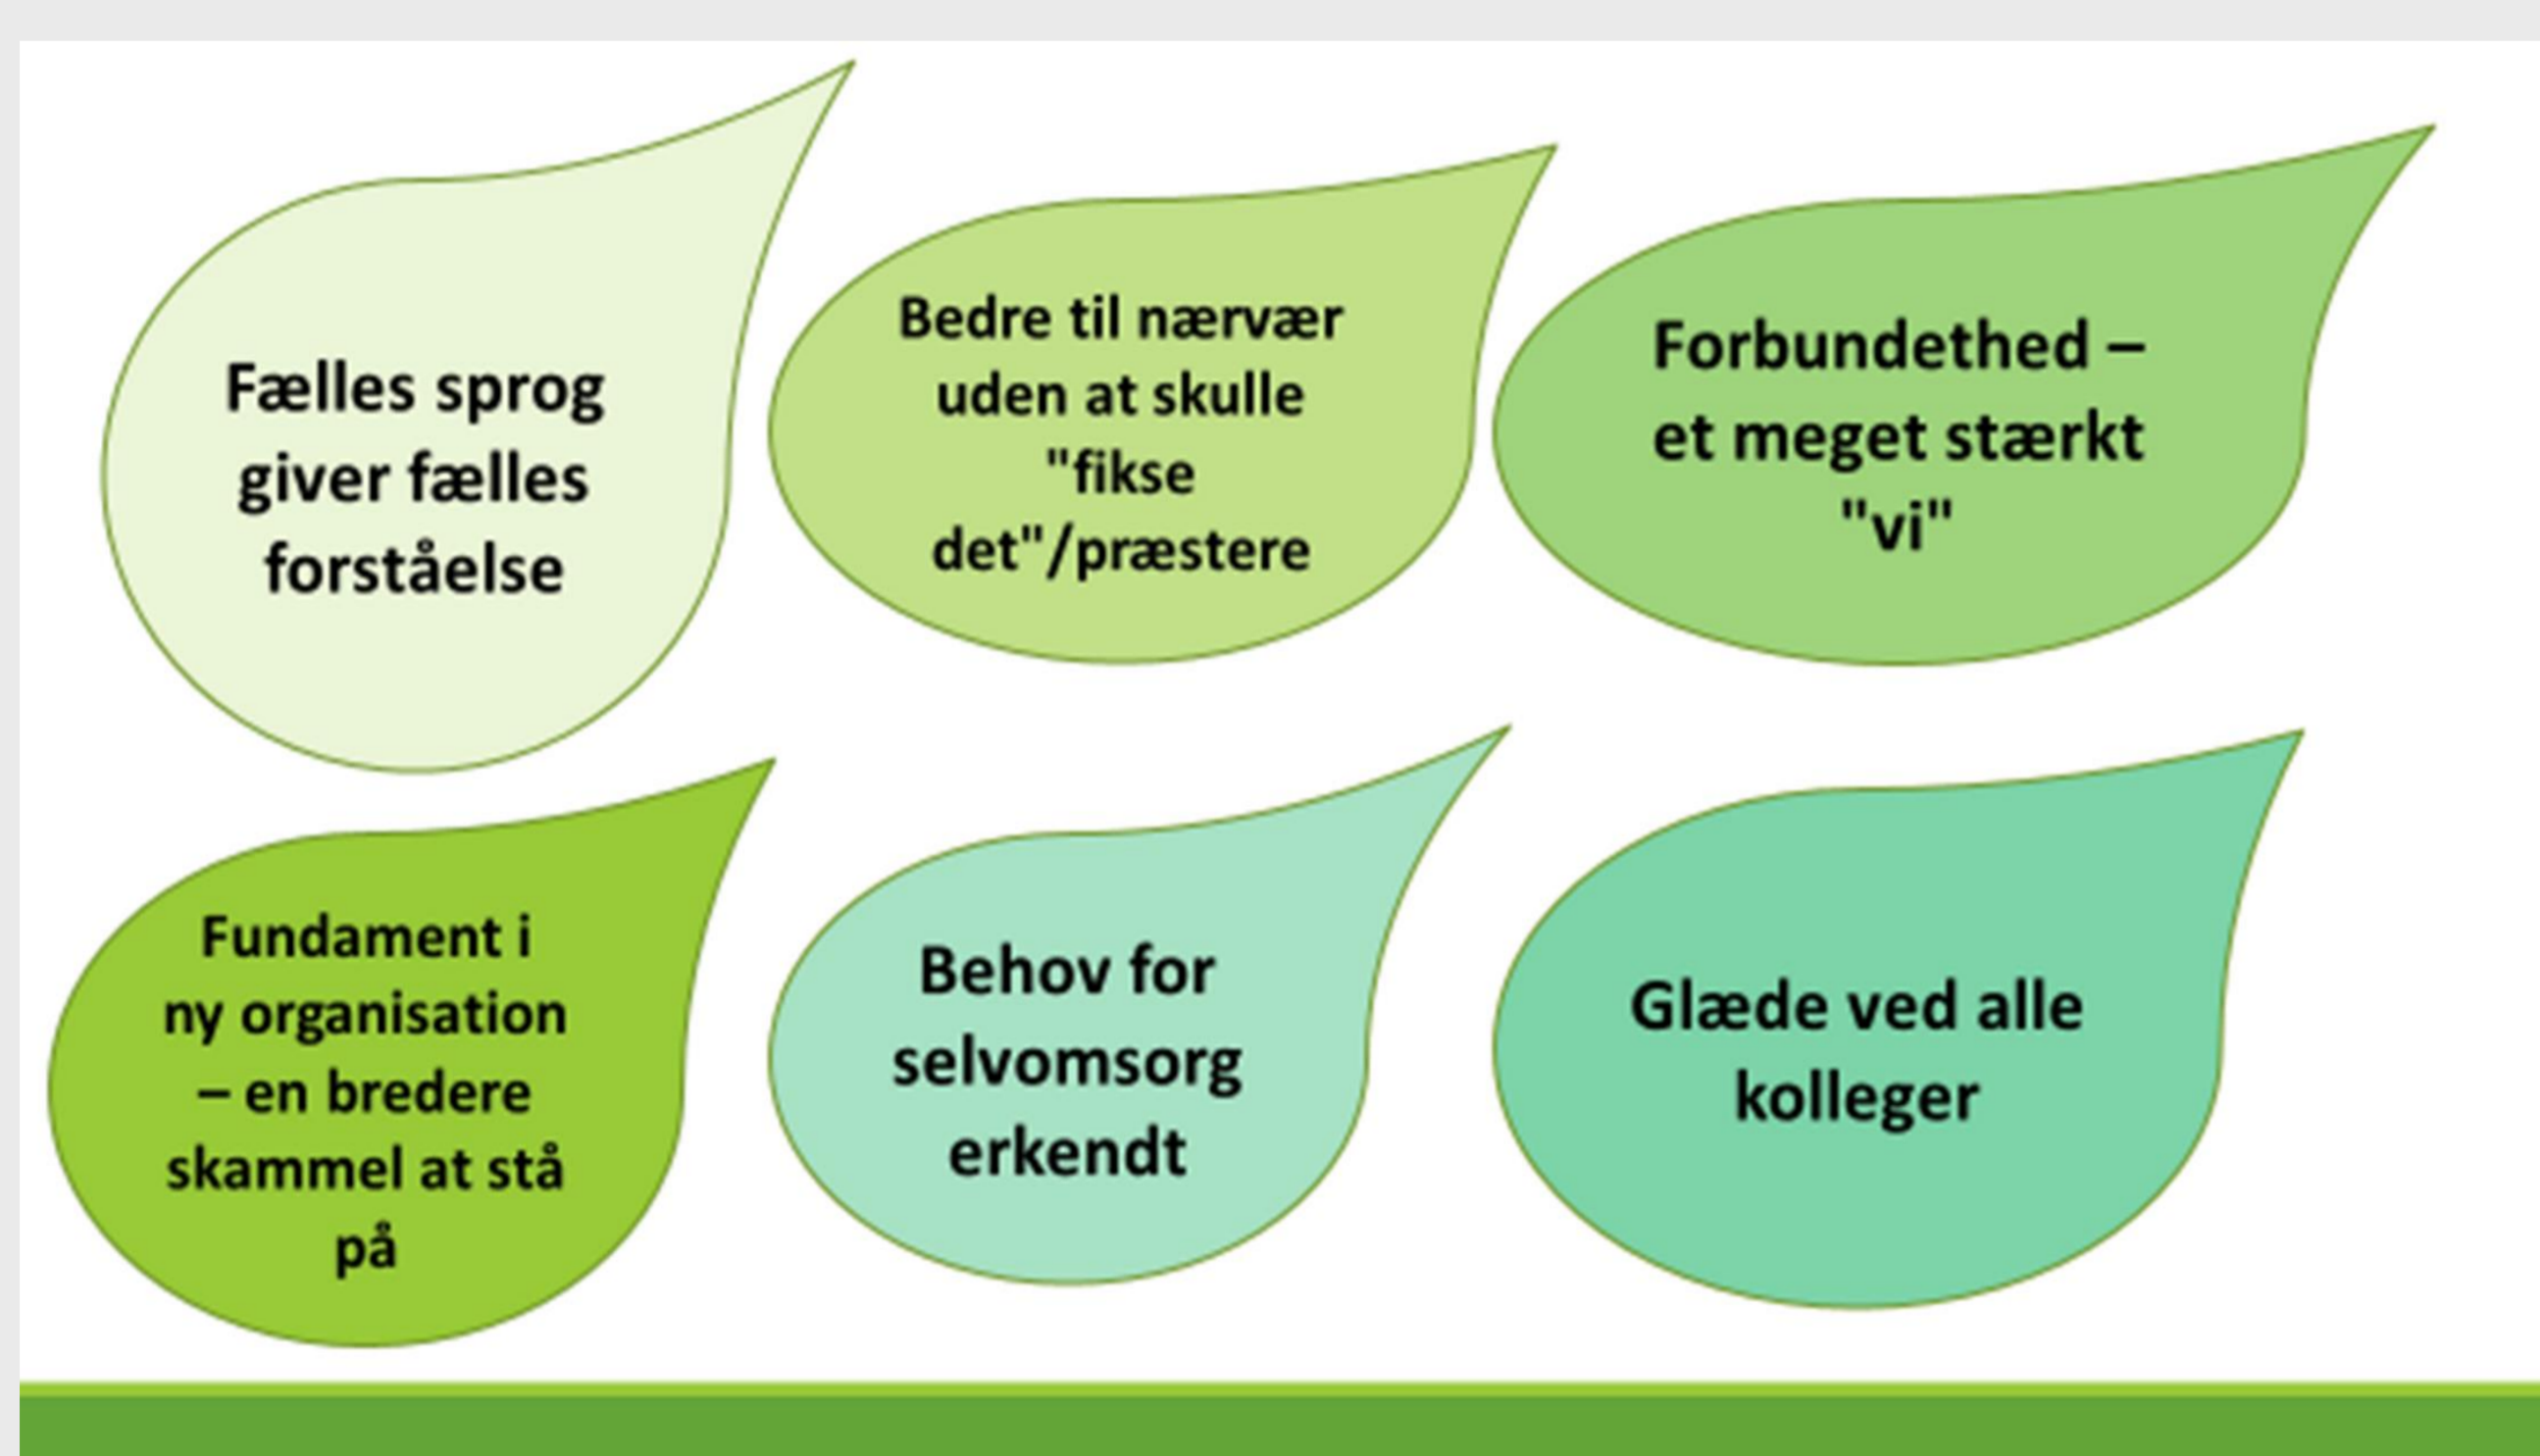 Fælles sprog
giver fælles
forståelse
Bedre til nærvær
uden at skulle
"fikse
det"/præstere
Forbundethed –
et meget stærkt
"vi"
Fundament i
ny organisation
– en bredere
skammel at stå
på
Behov for
selvomsorg
erkendt
Glæde ved alle
kolleger